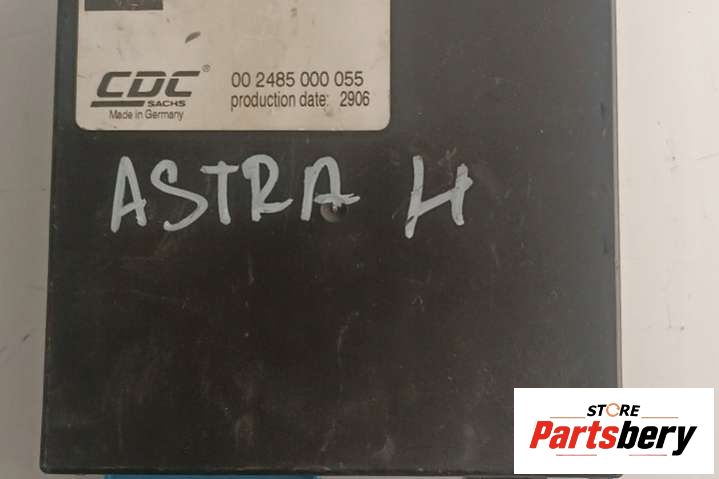 CDC®
SACHS
Made in Germany
00 2485 000 055
production date: 2906
ASTRA H
STORE
Partsbery